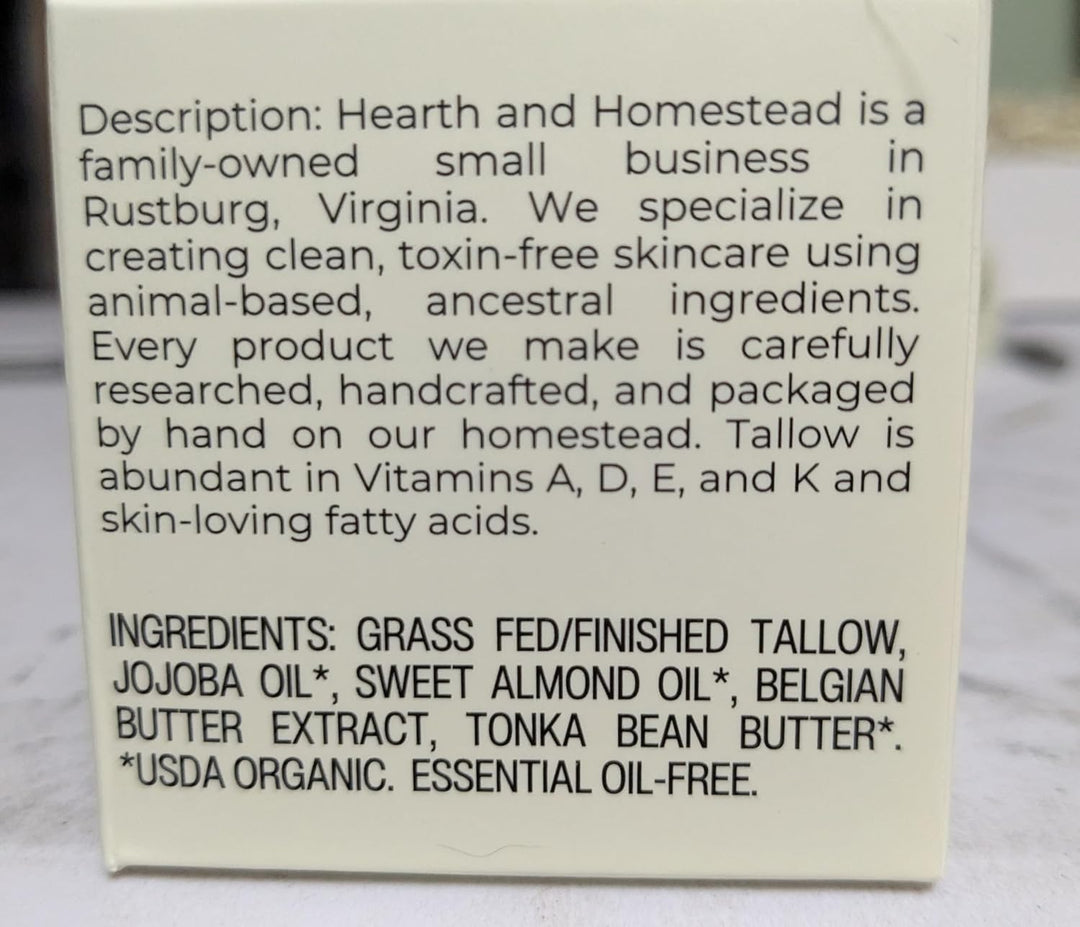 Description: Hearth and Homestead is a
family-owned small business in
Rustburg, Virginia. We specialize in
creating clean, toxin-free skincare using
animal-based, ancestral ingredients.
Every product we make is carefully
researched, handcrafted, and packaged
by hand on our homestead. Tallow is
abundant in Vitamins A, D, E, and K and
skin-loving fatty acids.
INGREDIENTS: GRASS FED/FINISHED TALLOW,
JOJOBA OIL*, SWEET ALMOND OIL*, BELGIAN
BUTTER EXTRACT, TONKA BEAN BUTTER*.
*USDA ORGANIC. ESSENTIAL OIL-FREE.